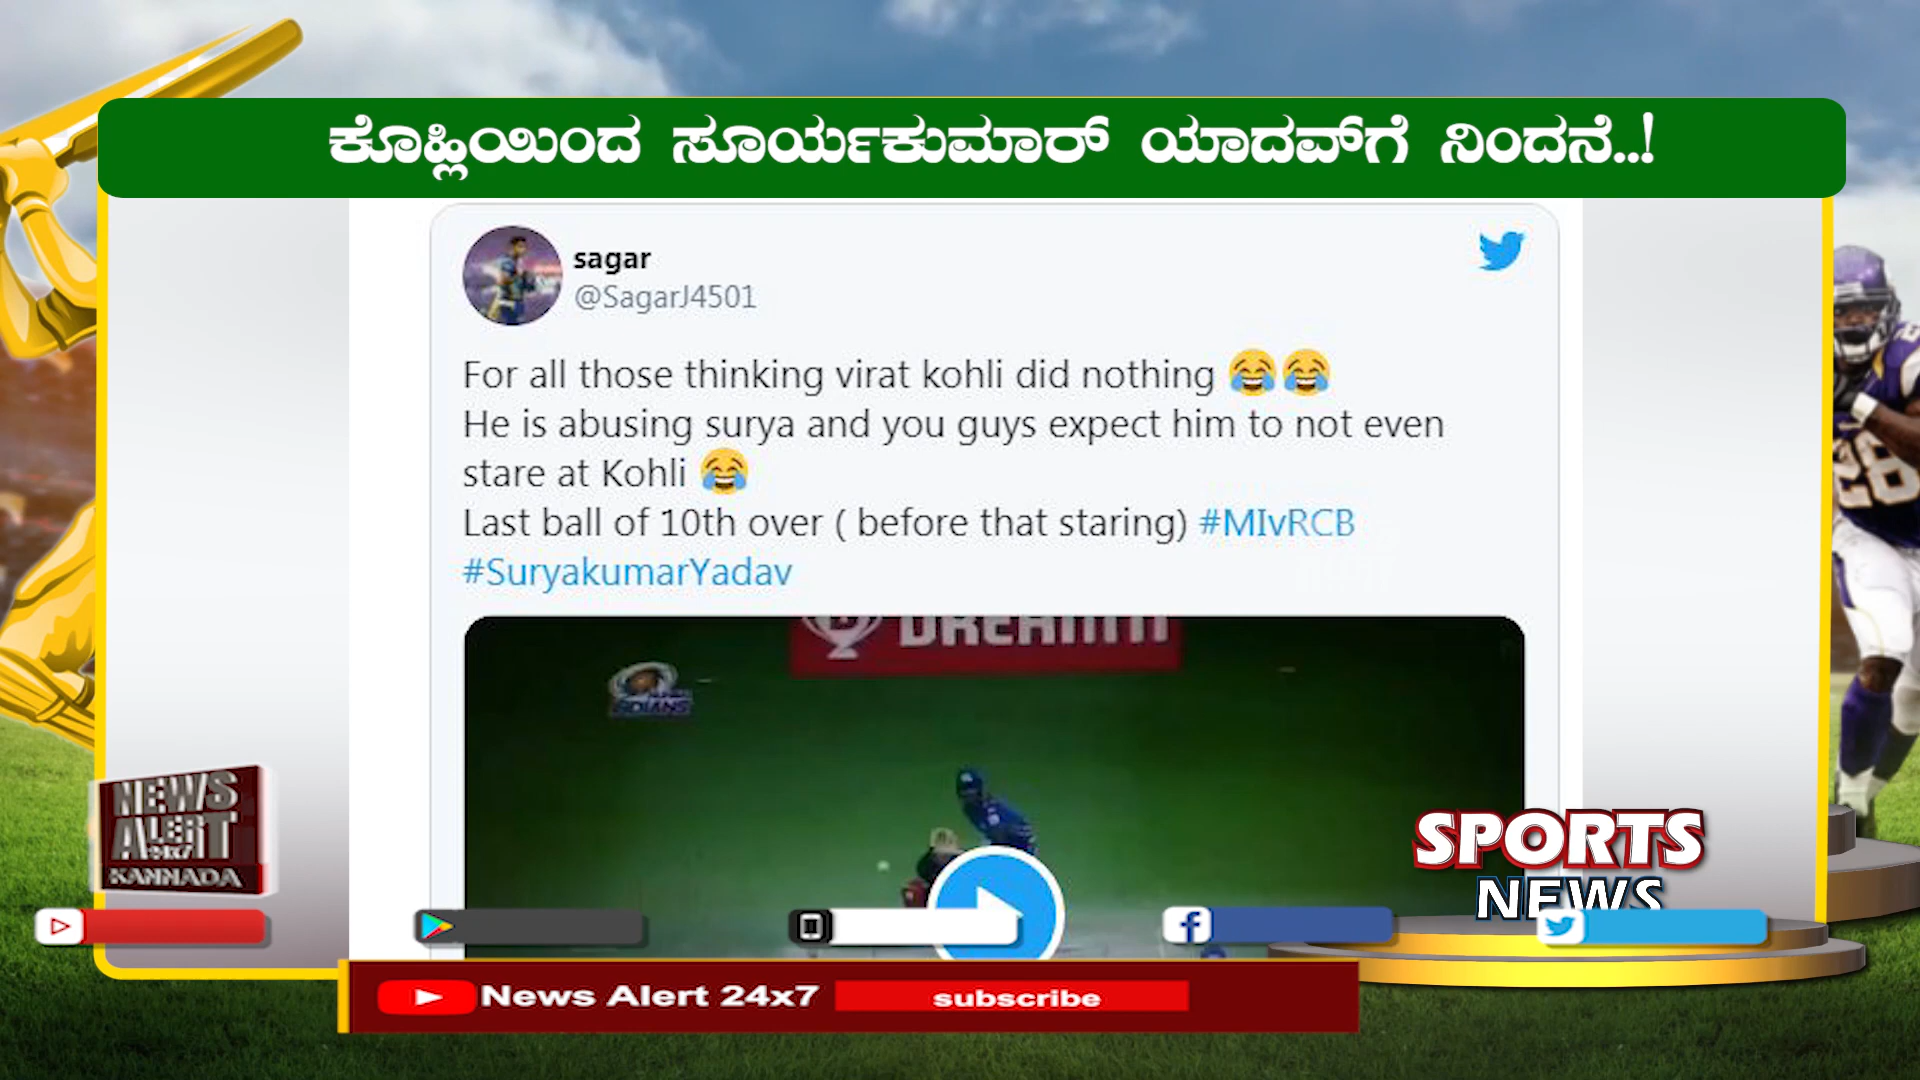 ಕೊಹ್ಲಿಯಿಂದ ಸೂರ್ಯಕುಮಾರ್ ಯಾದವ್‌ಗೆ ನಿಂದನೆ..!
sagar
@SagarJ4501
For all those thinking virat kohli did nothing 😂😂
He is abusing surya and you guys expect him to not even
stare at Kohli 😂
Last ball of 10th over ( before that staring) #MIvRCB
#SuryakumarYadav
NEWS
ALERT
24x7
KANNADA
SPORTS
NEWS
News Alert 24x7
subscribe